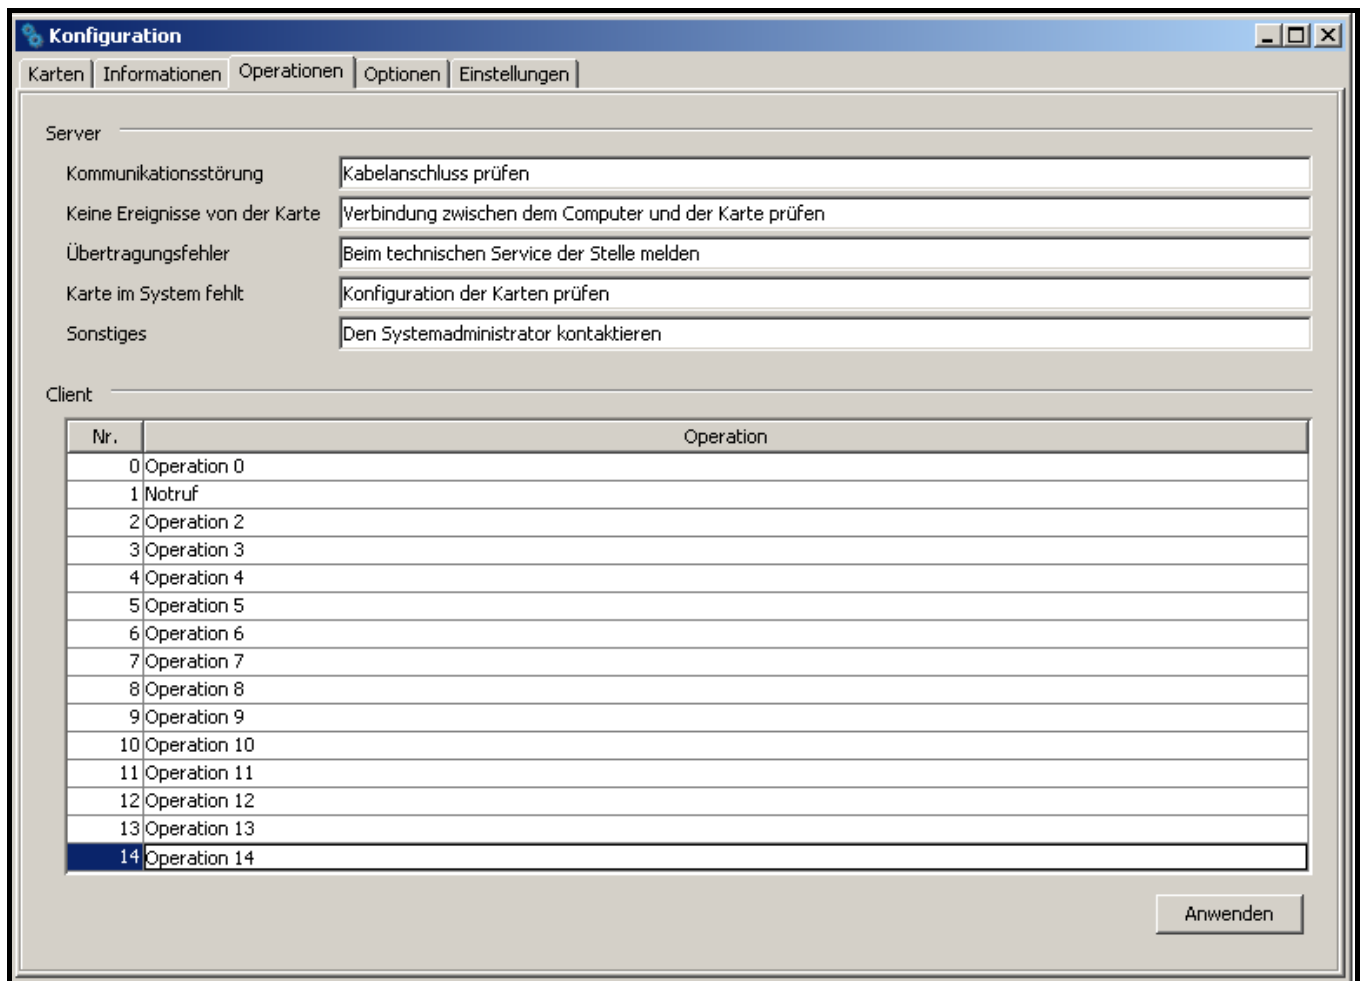 Konfiguration
Karten Informationen Operationen Optionen Einstellungen
Server
Kommunikationsstörung Kabelanschluss prüfen
Keine Ereignisse von der Karte Verbindung zwischen dem Computer und der Karte prüfen
Übertragungsfehler Beim technischen Service der Stelle melden
Karte im System fehlt Konfiguration der Karten prüfen
Sonstiges Den Systemadministrator kontaktieren
Client
Nr. Operation
0 Operation 0
1 Notruf
2 Operation 2
3 Operation 3
4 Operation 4
5 Operation 5
6 Operation 6
7 Operation 7
8 Operation 8
9 Operation 9
10 Operation 10
11 Operation 11
12 Operation 12
13 Operation 13
14 Operation 14
Anwenden